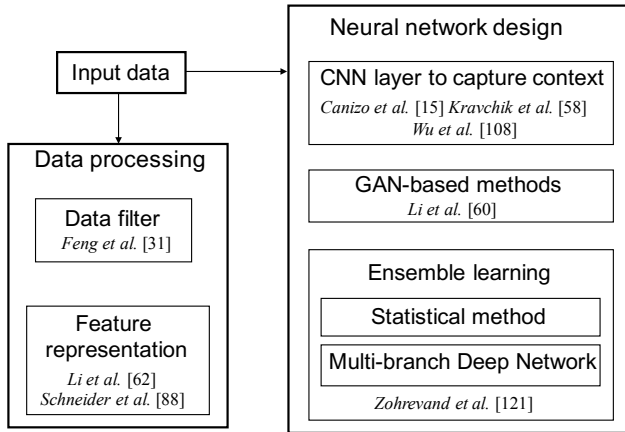 Input data
Data processing
Data filter
Feng et al. [31]
Feature
representation
Li et al. [62]
Schneider et al. [88]
Neural network design
CNN layer to capture context
Canizo et al. [15] Kravchik et al. [58]
Wu et al. [108]
GAN-based methods
Li et al. [60]
Ensemble learning
Statistical method
Multi-branch Deep Network
Zohrevand et al. [121]